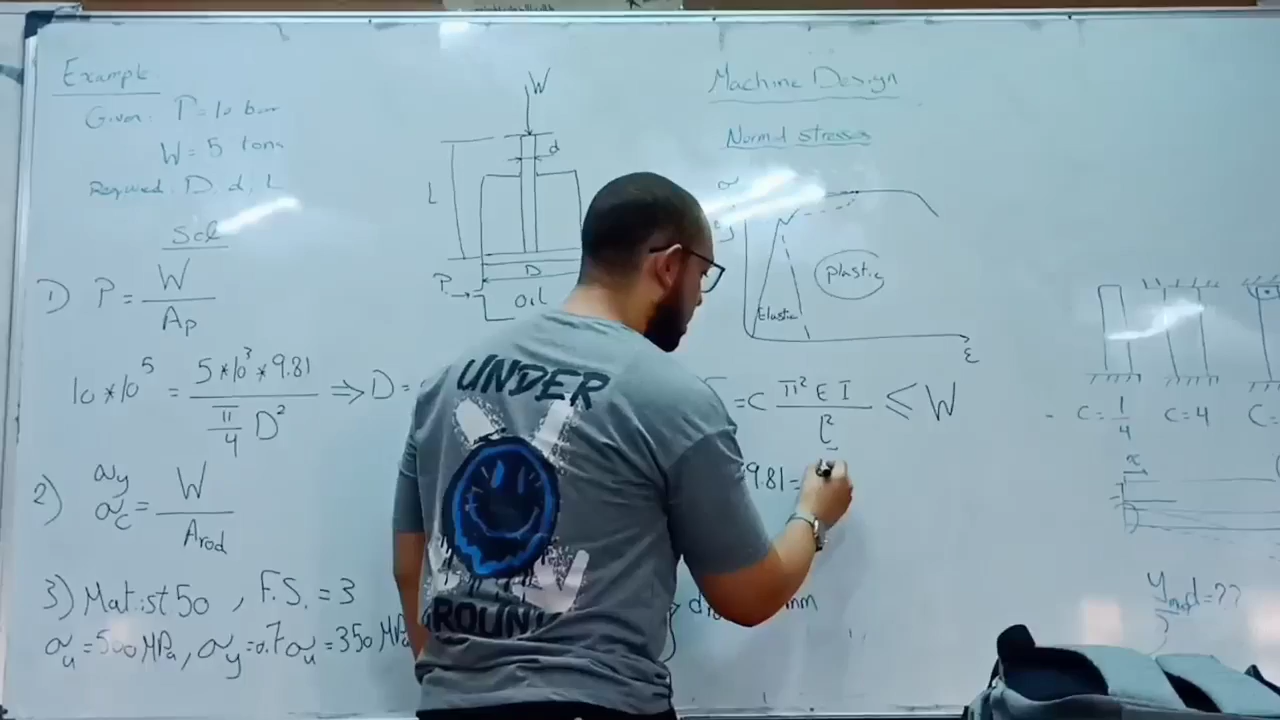 Example
Given: P=10 bar
W=5 tons
Required: D, d, L
Sol
1) P = W / Ap
10*10^5 = 5*10^3*9.81 / (π/4 D^2) ⇒ D=
2) σy
σc = W / Arod
3) Mat:st 50, F.S. = 3
σu = 500 MPa, σy = 0.7 σu = 350 MPa
W
d
L
D
P
oil
Machine Design
Normal stresses
σ
y
plastic
Elastic
ε
= C π² E I / L² ≤ W
9.81 =
mm
C = 1/4
C = 4
C =
x
= ??
UNDER
GROUN